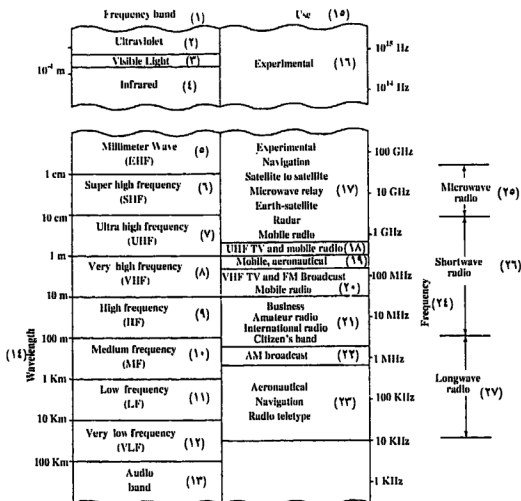 Frequency band (١)
Use (١٥)
Ultraviolet (٢)
Visible Light (٣)
Infrared (٤)
10⁻⁴ m
Experimental (١٦)
10¹⁵ Hz
10¹⁴ Hz
Millimeter Wave (٥)
(EHF)
1 cm
Super high frequency (٦)
(SHF)
10 cm
Ultra high frequency (٧)
(UHF)
1 m
Very high frequency (٨)
(VHF)
10 m
High frequency (٩)
(HF)
100 m
Medium frequency (١٠)
(MF)
1 Km
Low frequency (١١)
(LF)
10 Km
Very low frequency (١٢)
(VLF)
100 Km
Audio (١٣)
band
(١٤) Wavelength
Experimental
Navigation
Satellite to satellite
Microwave relay (١٧)
Earth-satellite
Radar
Mobile radio
UHF TV and mobile radio (١٨)
Mobile, aeronautical (١٩)
VHF TV and FM Broadcast
Mobile radio (٢٠)
Business
Amateur radio (٢١)
International radio
Citizen's band
AM broadcast (٢٢)
Aeronautical
Navigation (٢٣)
Radio teletype
100 GHz
10 GHz
1 GHz
100 MHz
10 MHz
1 MHz
100 KHz
10 KHz
1 KHz
Frequency (٢٤)
Microwave (٢٥)
radio
Shortwave (٢٦)
radio
Longwave
radio (٢٧)